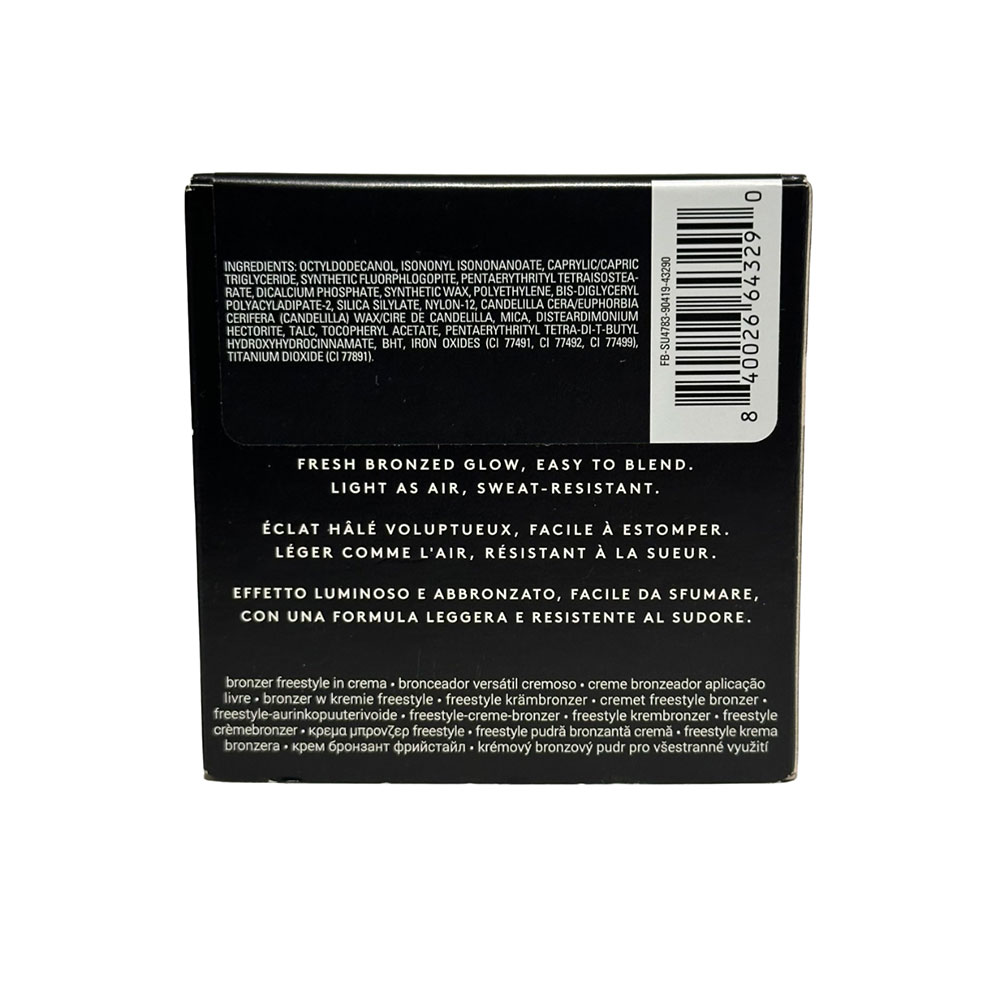 INGREDIENTS: OCTYLDODECANOL, ISONONYL ISONONANOATE, CAPRYLIC/CAPRIC
TRIGLYCERIDE, SYNTHETIC FLUORPHLOGOPITE, PENTAERYTHRITYL TETRAISOSTEA-
RATE, DICALCIUM PHOSPHATE, SYNTHETIC WAX, POLYETHYLENE, BIS-DIGLYCERYL
POLYACYLADIPATE-2, SILICA SILYLATE, NYLON-12, CANDELILLA CERA/EUPHORBIA
CERIFERA (CANDELILLA) WAX/CIRE DE CANDELILLA, MICA, DISTEARDIMONIUM
HECTORITE, TALC, TOCOPHERYL ACETATE, PENTAERYTHRITYL TETRA-DI-T-BUTYL
HYDROXYHYDROCINNAMATE, BHT, IRON OXIDES (CI 77491, CI 77492, CI 77499),
TITANIUM DIOXIDE (CI 77891).
FB-SU4783-90419-43290
8 40026 64329 0
FRESH BRONZED GLOW, EASY TO BLEND.
LIGHT AS AIR, SWEAT-RESISTANT.
ÉCLAT HÂLÉ VOLUPTUEUX, FACILE À ESTOMPER.
LÉGER COMME L'AIR, RÉSISTANT À LA SUEUR.
EFFETTO LUMINOSO E ABBRONZATO, FACILE DA SFUMARE,
CON UNA FORMULA LEGGERA E RESISTENTE AL SUDORE.
bronzer freestyle in crema • bronceador versátil cremoso • creme bronzeador aplicação
livre • bronzer w kremie freestyle • freestyle krämbronzer • cremet freestyle bronzer •
freestyle-aurinkopuuterivoide • freestyle-creme-bronzer • freestyle krembronzer • freestyle
crèmebronzer • κρεμα μπρονζερ freestyle • freestyle pudră bronzantă cremă • freestyle krema
bronzera • крем бронзант фрийстайл • krémový bronzový pudr pro všestranné využití